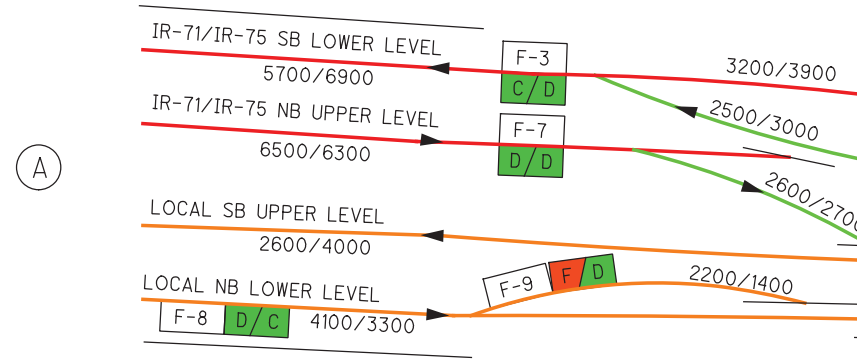 IR-71/IR-75 SB LOWER LEVEL
5700/6900
F-3
C/D
3200/3900
2500/3000
IR-71/IR-75 NB UPPER LEVEL
6500/6300
F-7
D/D
2600/2700
A
LOCAL SB UPPER LEVEL
2600/4000
LOCAL NB LOWER LEVEL
F-8
D/C
4100/3300
F-9
F/D
2200/1400